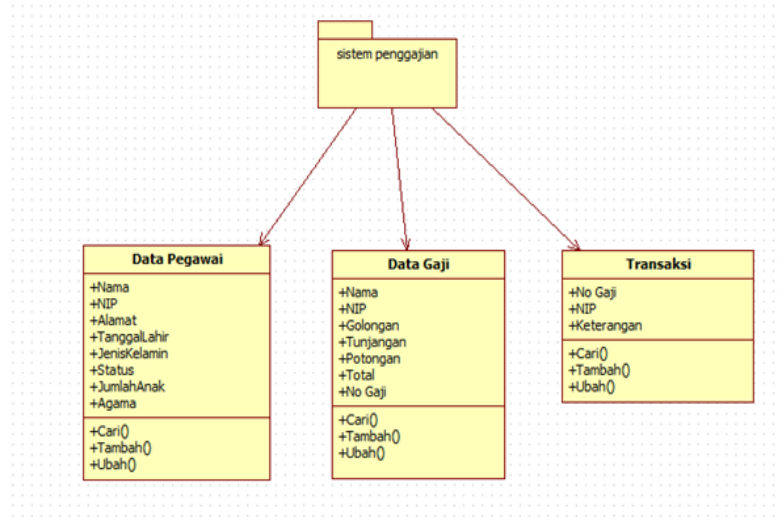 sistem penggajian
Data Pegawai
+Nama
+NIP
+Alamat
+TanggalLahir
+JenisKelamin
+Status
+JumlahAnak
+Agama
+Cari()
+Tambah()
+Ubah()
Data Gaji
+Nama
+NIP
+Golongan
+Tunjangan
+Potongan
+Total
+No Gaji
+Cari()
+Tambah()
+Ubah()
Transaksi
+No Gaji
+NIP
+Keterangan
+Cari()
+Tambah()
+Ubah()